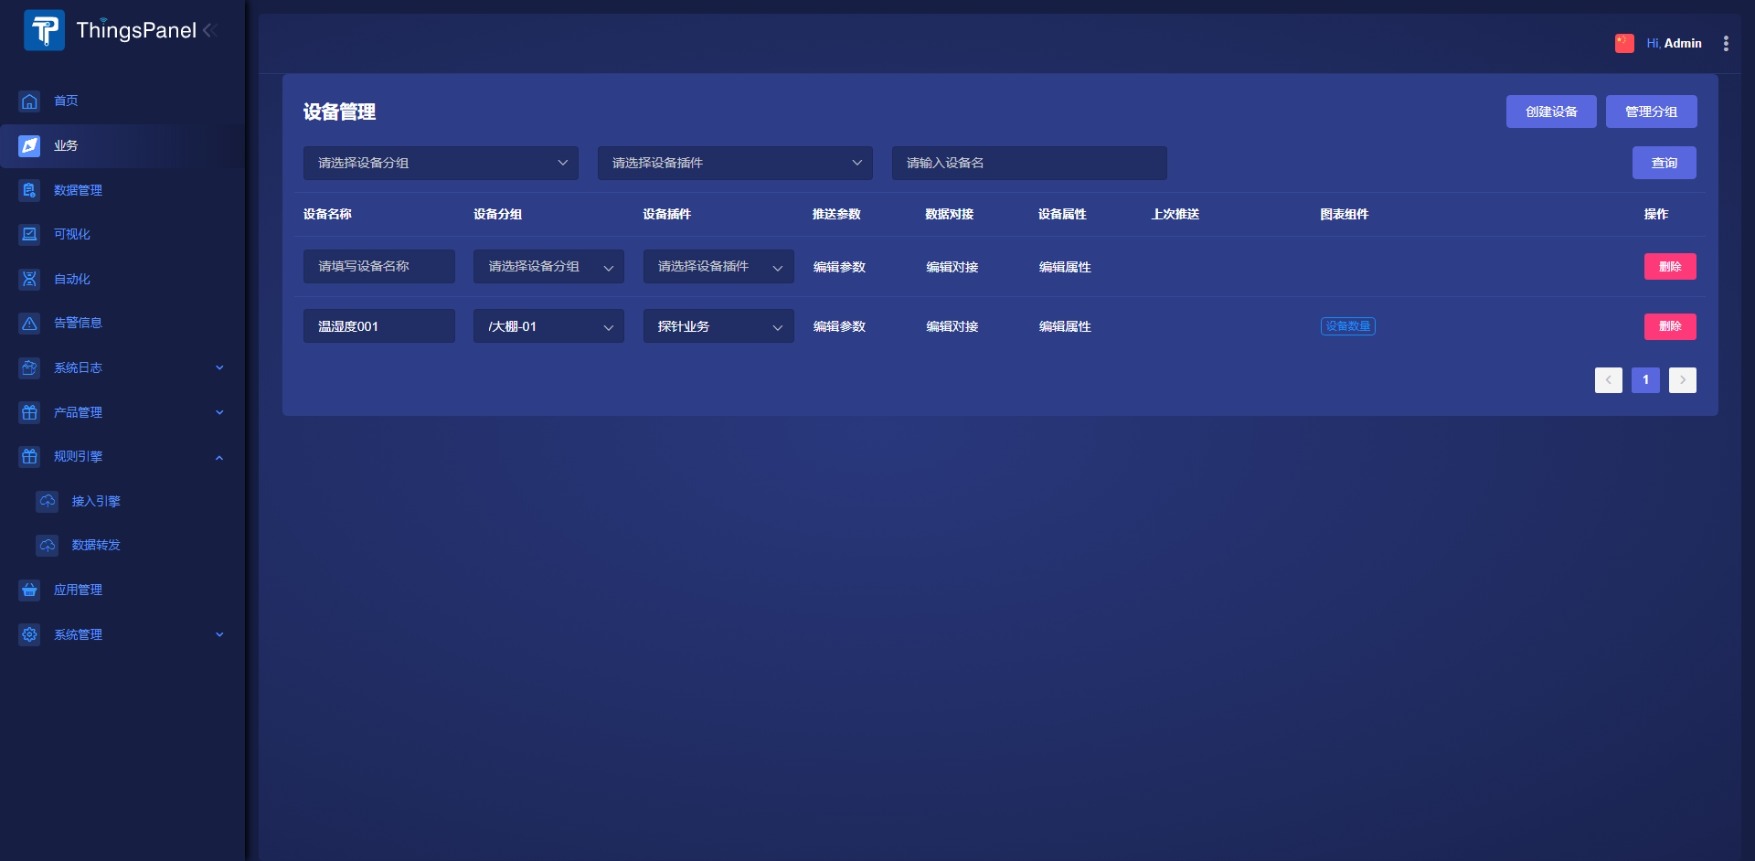 ThingsPanel
Hi, Admin
首页
业务
数据管理
可视化
自动化
告警信息
系统日志
产品管理
规则引擎
接入引擎
数据转发
应用管理
系统管理
设备管理
创建设备 管理分组
请选择设备分组 请选择设备插件 请输入设备名 查询
设备名称 设备分组 设备插件 推送参数 数据对接 设备属性 上次推送 图表组件 操作
请填写设备名称 请选择设备分组 请选择设备插件 编辑参数 编辑对接 编辑属性 删除
温湿度001 /大棚-01 探针业务 编辑参数 编辑对接 编辑属性 设备数量 删除
1